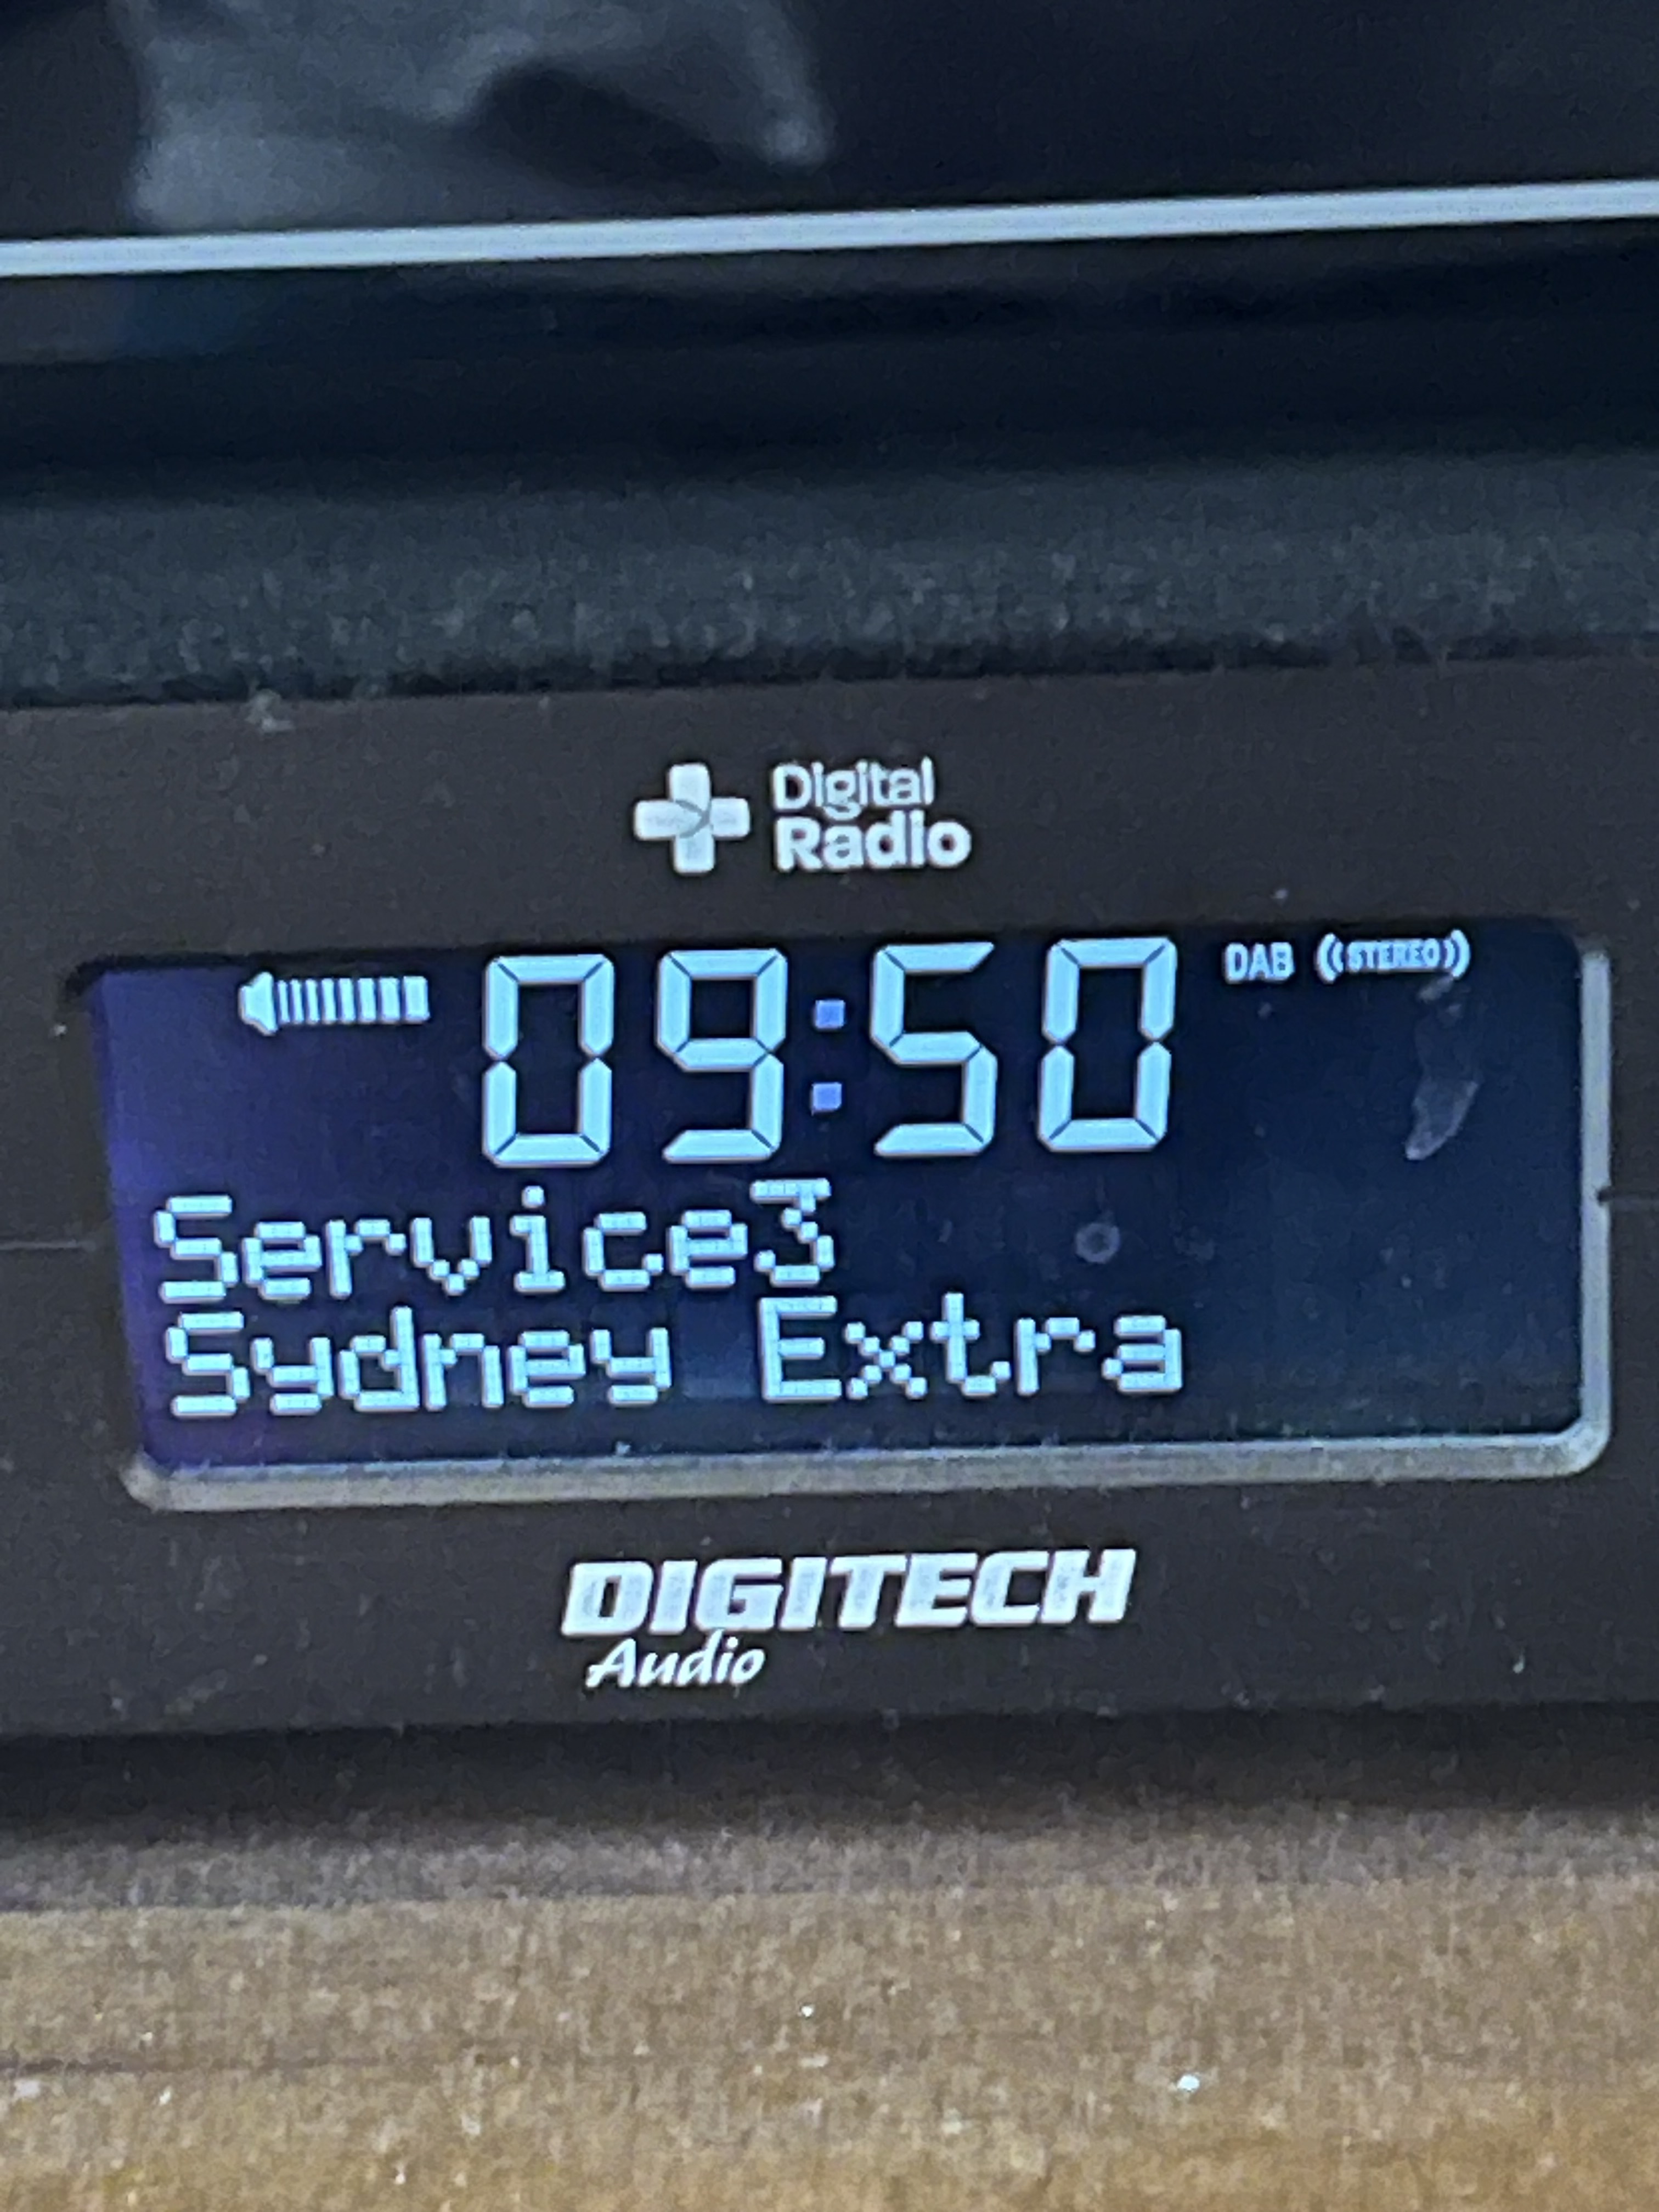 Digital
Radio
09:50 DAB STEREO
Service3
Sydney Extra
DIGITECH
Audio